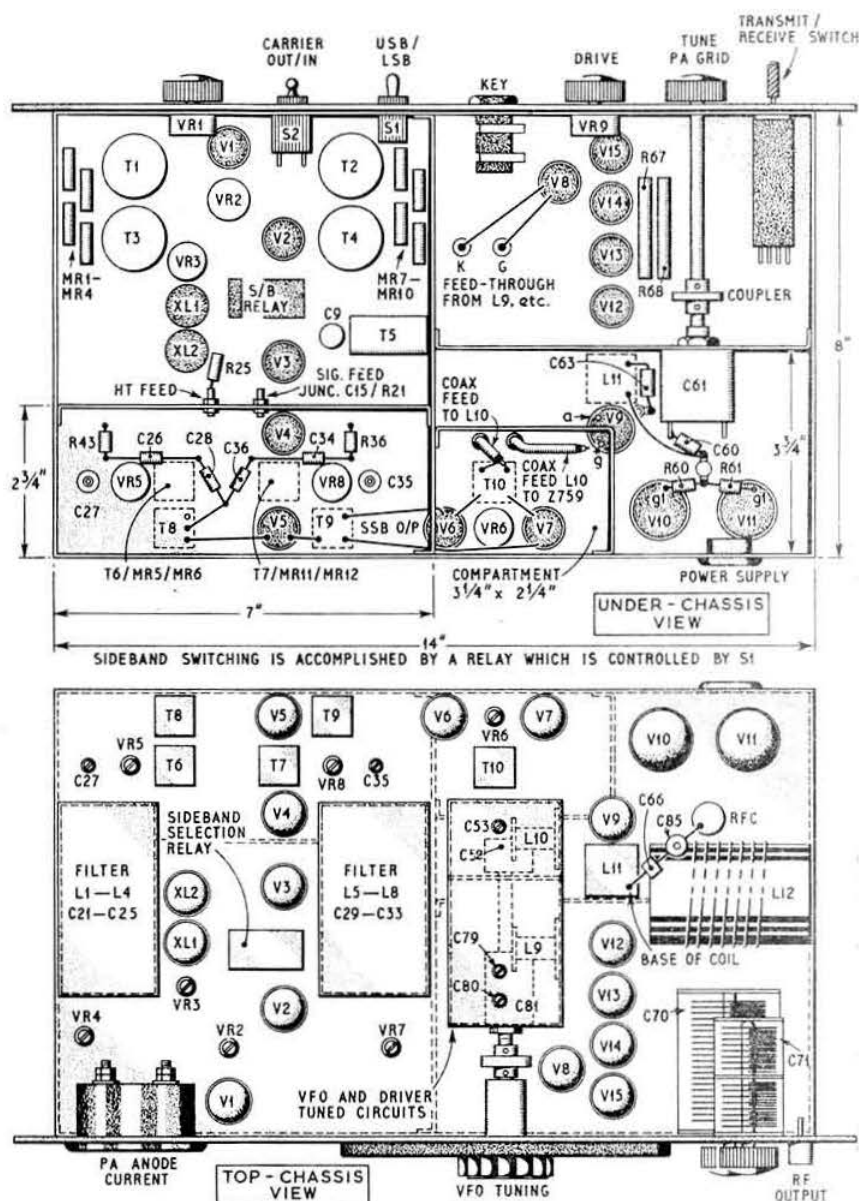 CARRIER
OUT/IN
USB/
LSB
KEY
DRIVE
TUNE
PA GRID
TRANSMIT/
RECEIVE SWITCH
VR1
V1
S2
S1
VR9
V15
R67
T1
T2
V8
VR2
V14
T3
V2
T4
V13
VR3
K
G
MR1-
MR4
S/B
RELAY
MR7-
MR10
FEED-THROUGH
FROM L9, etc.
R68
COUPLER
XL1
C9
V12
T5
8"
XL2
V3
R25
C63
L11
C61
HT FEED
SIG. FEED
JUNC. C15/R21
COAX
FEED
TO L10
a
V9
V4
g
C60
2 3/4"
R43
C26
C28
C36
C34
R36
3 3/4"
VR5
VR8
C35
T10
COAX
FEED L10
TO Z759
R60
R61
C27
g1
g1
T8
V5
T9
SSB O/P
V6
VR6
V7
V10
V11
T6/MR5/MR6
T7/MR11/MR12
COMPARTMENT
3 1/4" x 2 1/4"
POWER SUPPLY
7"
UNDER-CHASSIS
VIEW
14"
SIDEBAND SWITCHING IS ACCOMPLISHED BY A RELAY WHICH IS CONTROLLED BY S1
T8
V5
T9
V6
VR6
V7
V10
V11
VR5
C27
T6
T7
VR8
C35
T10
SIDEBAND
SELECTION
RELAY
V4
C53
L10
V9
C66
C85
RFC
FILTER
L1—L4
C21—C25
V3
FILTER
L5—L8
C29—C33
L11
L12
XL2
XL1
L9
V12
BASE OF COIL
C79
VR3
V2
C80
C81
V13
C70
VR4
VR2
VR7
V14
C71
V8
V1
VFO AND DRIVER
TUNED CIRCUITS
V15
PA ANODE
CURRENT
TOP-CHASSIS
VIEW
VFO TUNING
RF
OUTPUT